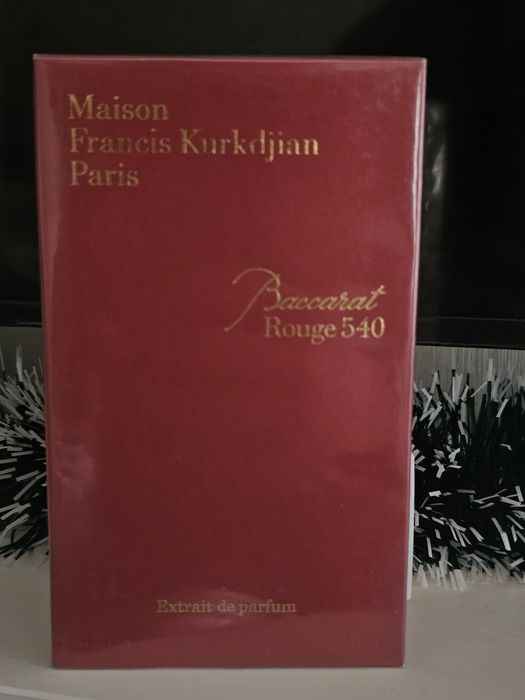 Maison
Francis Kurkdjian
Paris
Baccarat
Rouge 540
Extrait de parfum